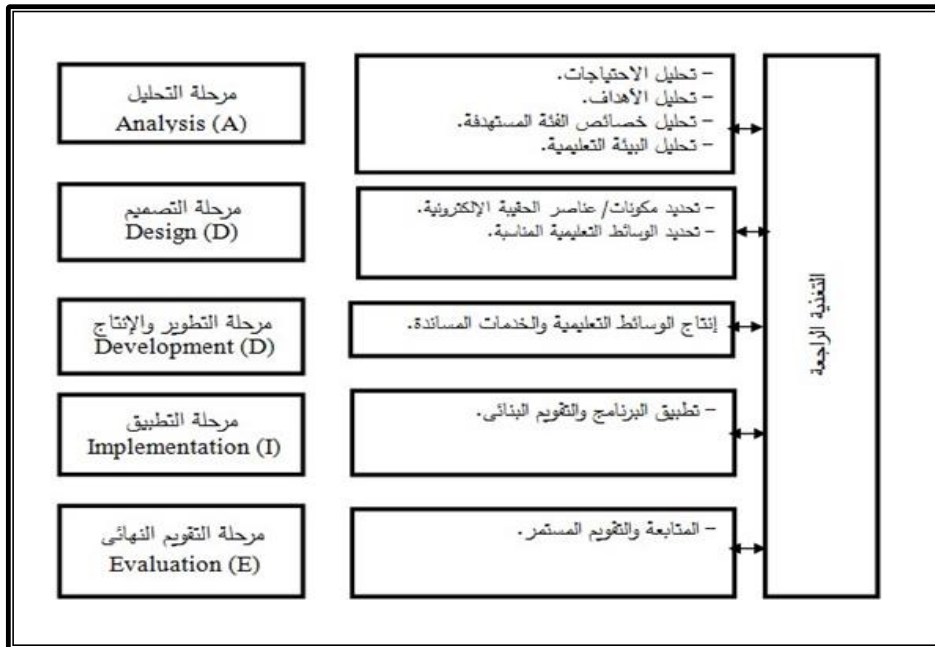 مرحلة التحليل
Analysis (A)
- تحليل الاحتياجات.
- تحليل الأهداف.
- تحليل خصائص الفئة المستهدفة.
- تحليل البيئة التعليمية.
مرحلة التصميم
Design (D)
- تحديد مكونات/ عناصر الحقيبة الإلكترونية.
- تحديد الوسائط التعليمية المناسبة.
مرحلة التطوير والإنتاج
Development (D)
إنتاج الوسائط التعليمية والخدمات المساندة.
مرحلة التطبيق
Implementation (I)
- تطبيق البرنامج والتقويم البنائى.
مرحلة التقويم النهائى
Evaluation (E)
- المتابعة والتقويم المستمر.
التغذية الراجعة